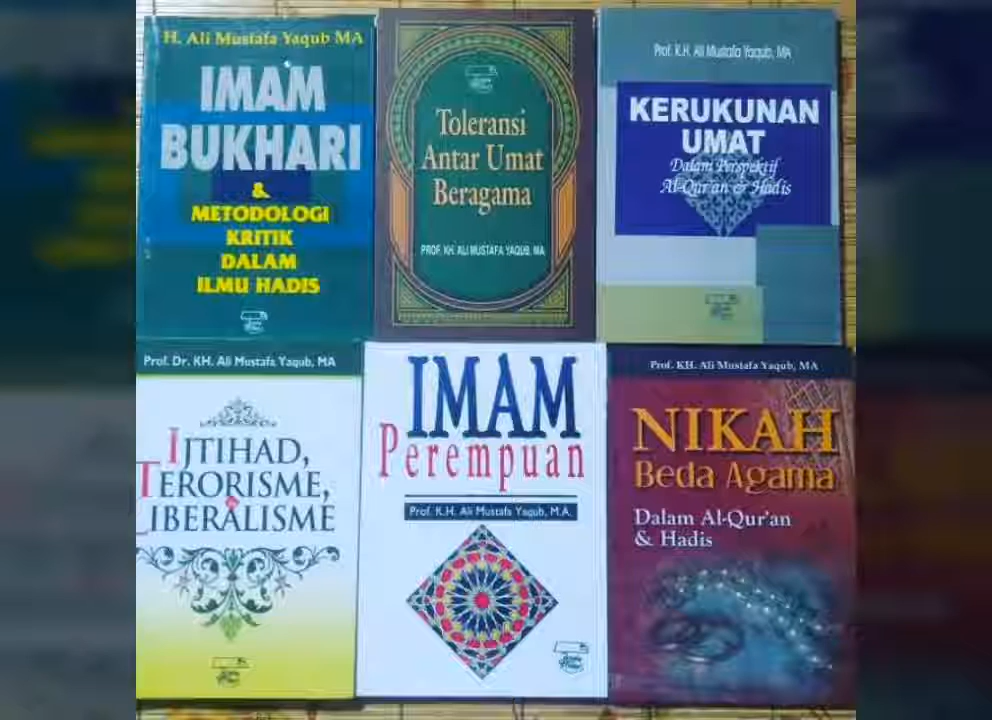 H. Ali Mustafa Yaqub MA
IMAM
BUKHARI
&
METODOLOGI
KRITIK
DALAM
ILMU HADIS
Toleransi
Antar Umat
Beragama
PROF. KH. ALI MUSTAFA YAQUB, MA
Prof. K.H. Ali Mustafa Yaqub, MA
KERUKUNAN
UMAT
Dalam Perspektif
Al-Qur'an & Hadis
Prof. Dr. KH. Ali Mustafa Yaqub, MA
IJTIHAD,
TERORISME,
LIBERALISME
IMAM
Perempuan
Prof. K.H. Ali Mustafa Yaqub, M.A.
Prof. KH. Ali Mustafa Yaqub, MA
NIKAH
Beda Agama
Dalam Al-Qur'an
& Hadis